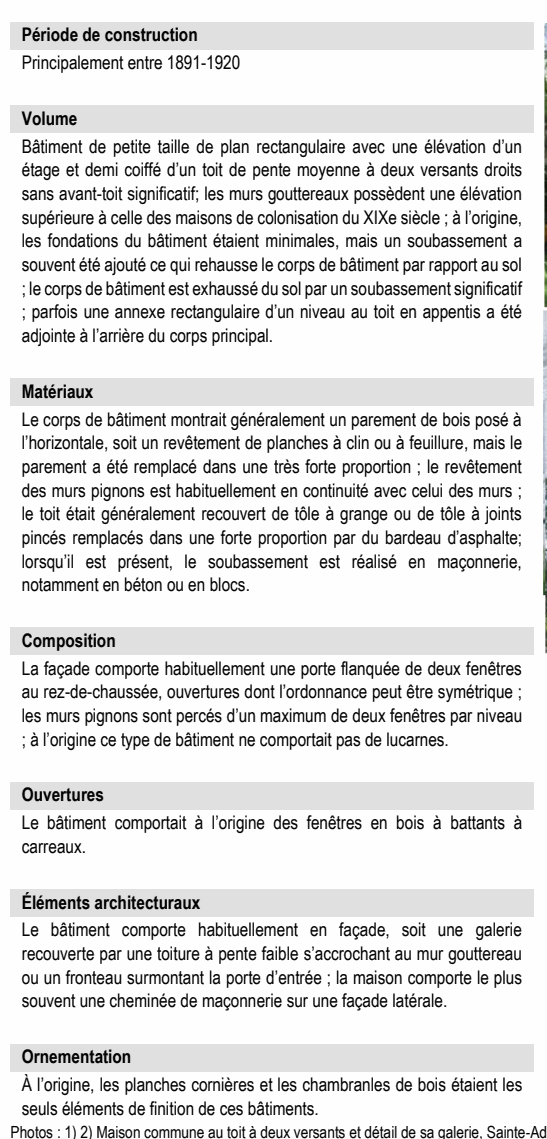 Période de construction
Principalement entre 1891-1920
Volume
Bâtiment de petite taille de plan rectangulaire avec une élévation d’un
étage et demi coiffé d’un toit de pente moyenne à deux versants droits
sans avant-toit significatif; les murs gouttereaux possèdent une élévation
supérieure à celle des maisons de colonisation du XIXe siècle ; à l’origine,
les fondations du bâtiment étaient minimales, mais un soubassement a
souvent été ajouté ce qui rehausse le corps de bâtiment par rapport au sol
; le corps de bâtiment est exhaussé du sol par un soubassement significatif
; parfois une annexe rectangulaire d’un niveau au toit en appentis a été
adjointe à l’arrière du corps principal.
Matériaux
Le corps de bâtiment montrait généralement un parement de bois posé à
l’horizontale, soit un revêtement de planches à clin ou à feuillure, mais le
parement a été remplacé dans une très forte proportion ; le revêtement
des murs pignons est habituellement en continuité avec celui des murs ;
le toit était généralement recouvert de tôle à grange ou de tôle à joints
pincés remplacés dans une forte proportion par du bardeau d’asphalte;
lorsqu’il est présent, le soubassement est réalisé en maçonnerie,
notamment en béton ou en blocs.
Composition
La façade comporte habituellement une porte flanquée de deux fenêtres
au rez-de-chaussée, ouvertures dont l’ordonnance peut être symétrique ;
les murs pignons sont percés d’un maximum de deux fenêtres par niveau
; à l’origine ce type de bâtiment ne comportait pas de lucarnes.
Ouvertures
Le bâtiment comportait à l’origine des fenêtres en bois à battants à
carreaux.
Éléments architecturaux
Le bâtiment comporte habituellement en façade, soit une galerie
recouverte par une toiture à pente faible s’accrochant au mur gouttereau
ou un fronteau surmontant la porte d’entrée ; la maison comporte le plus
souvent une cheminée de maçonnerie sur une façade latérale.
Ornementation
À l’origine, les planches cornières et les chambranles de bois étaient les
seuls éléments de finition de ces bâtiments.
Photos : 1) 2) Maison commune au toit à deux versants et détail de sa galerie, Sainte-Ad